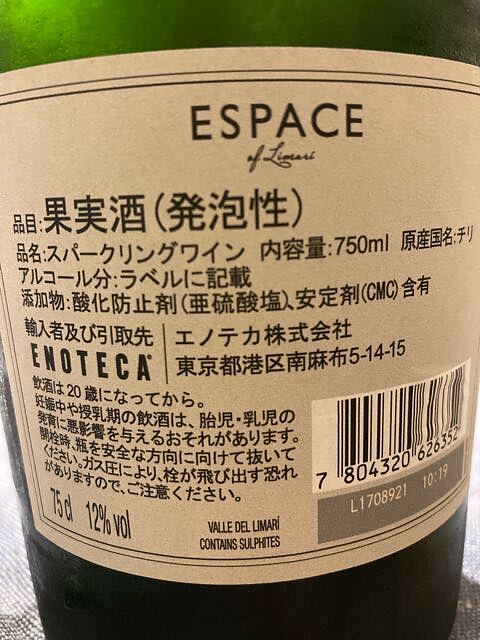 ESPACE
of Limarí
品目:果実酒(発泡性)
品名:スパークリングワイン 内容量:750ml 原産国名:チリ
アルコール分:ラベルに記載
添加物:酸化防止剤(亜硫酸塩)、安定剤(CMC)含有
輸入者及び引取先 エノテカ株式会社
ENOTECA 東京都港区南麻布5-14-15
飲酒は20歳になってから。
妊娠中や授乳期の飲酒は、胎児・乳児の
発育に悪影響を与えるおそれがあります。
開栓時、瓶を安全な方向に向けて抜いて
ください。ガス圧により、栓が飛び出す恐れ
がありますので、ご注意ください。
7 804320 626352
L1708921 10:19
75 cl 12% vol
VALLE DEL LIMARÍ
CONTAINS SULPHITES